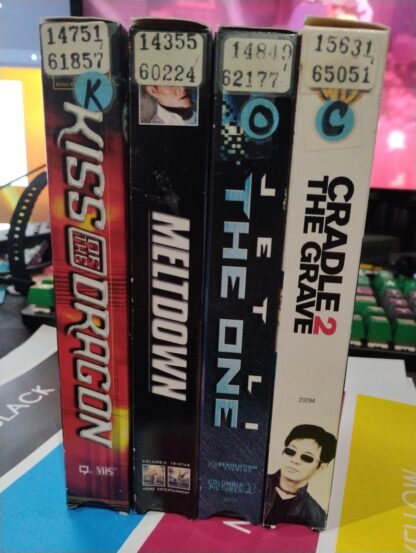 14751
61857
K
KISS
OF THE
DRAGON
VHS
14355
60224
MELTDOWN
COLUMBIA TRISTAR
HOME ENTERTAINMENT
14849
62177
O
JET LI
THE ONE
REVOLUTION
STUDIOS
COLUMBIA
PICTURES
15631
65051
C
CRADLE 2
THE GRAVE
23294
LACK